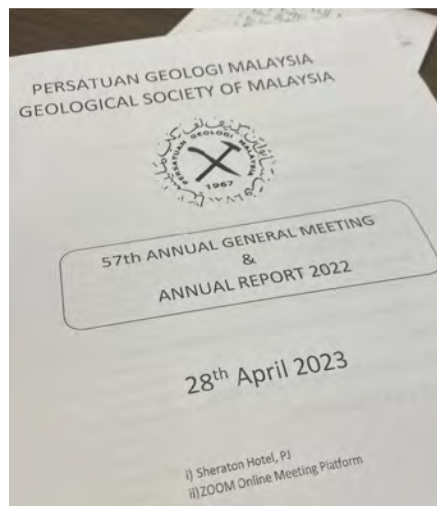 PERSATUAN GEOLOGI MALAYSIA
GEOLOGICAL SOCIETY OF MALAYSIA
PERSATUAN GEOLOGI MALAYSIA
1967
57th ANNUAL GENERAL MEETING
&
ANNUAL REPORT 2022
28th April 2023
i) Sheraton Hotel, PJ
ii)ZOOM Online Meeting Platform